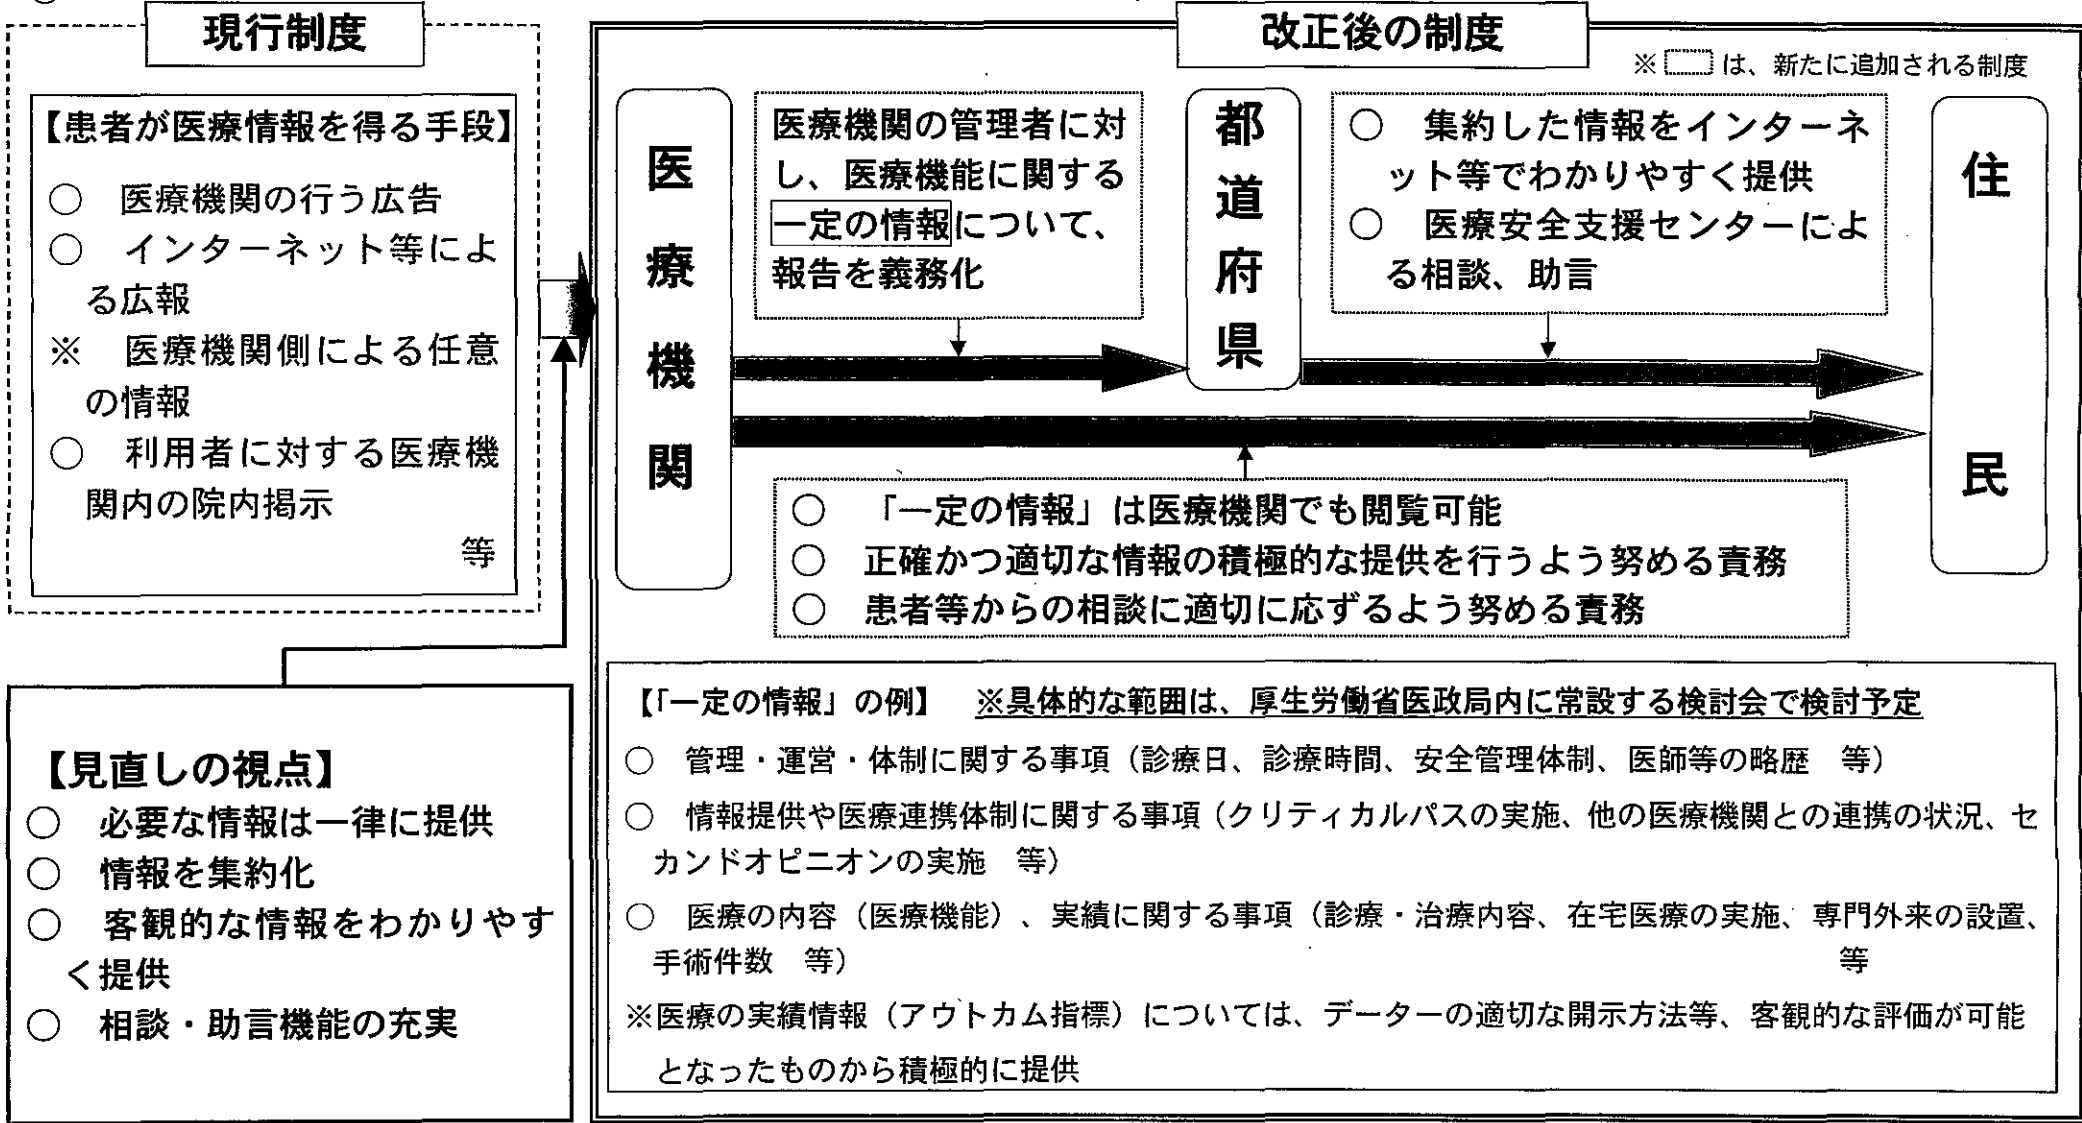 現行制度
【患者が医療情報を得る手段】
○　医療機関の行う広告
○　インターネット等によ
る広報
※　医療機関側による任意
の情報
○　利用者に対する医療機
関内の院内掲示
等
【見直しの視点】
○　必要な情報は一律に提供
○　情報を集約化
○　客観的な情報をわかりやす
く提供
○　相談・助言機能の充実
改正後の制度
※　は、新たに追加される制度
医療機関
医療機関の管理者に対
し、医療機能に関する
一定の情報について、
報告を義務化
都道府県
○　集約した情報をインターネ
ット等でわかりやすく提供
○　医療安全支援センターによ
る相談、助言
住民
○　「一定の情報」は医療機関でも閲覧可能
○　正確かつ適切な情報の積極的な提供を行うよう努める責務
○　患者等からの相談に適切に応ずるよう努める責務
【「一定の情報」の例】　※具体的な範囲は、厚生労働省医政局内に常設する検討会で検討予定
○　管理・運営・体制に関する事項（診療日、診療時間、安全管理体制、医師等の略歴　等）
○　情報提供や医療連携体制に関する事項（クリティカルパスの実施、他の医療機関との連携の状況、セ
カンドオピニオンの実施　等）
○　医療の内容（医療機能）、実績に関する事項（診療・治療内容、在宅医療の実施、専門外来の設置、
手術件数　等）　等
※医療の実績情報（アウトカム指標）については、データーの適切な開示方法等、客観的な評価が可能
となったものから積極的に提供